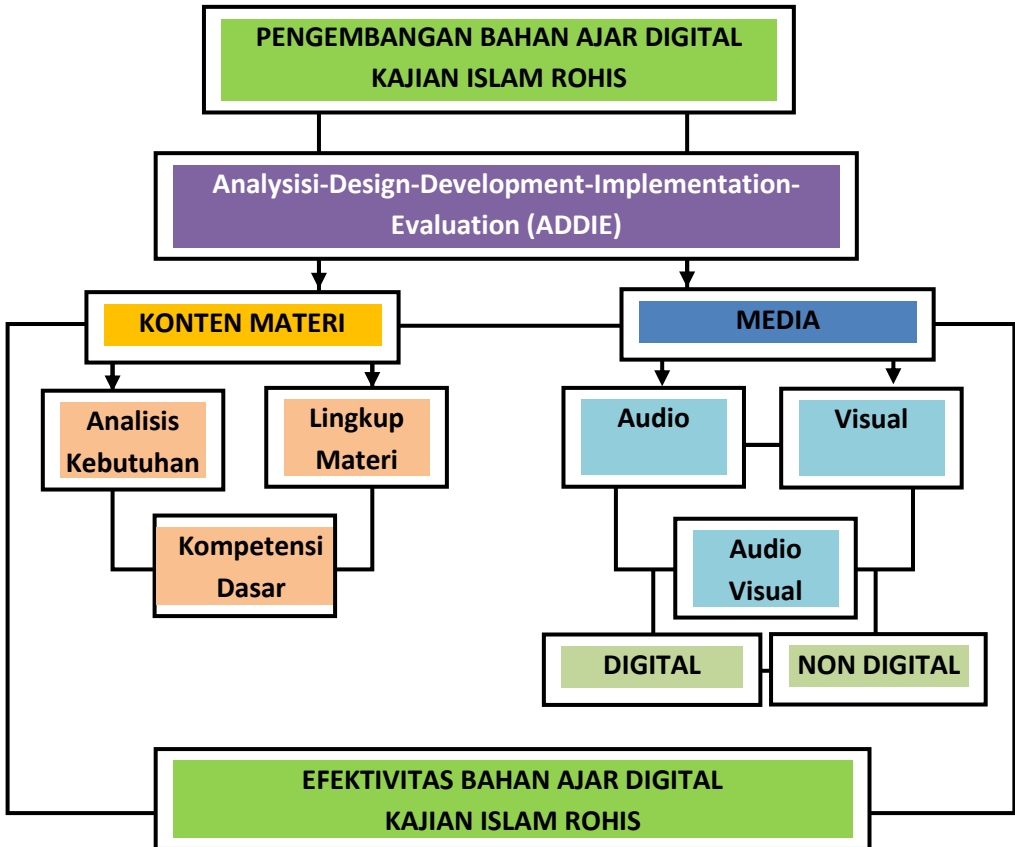 PENGEMBANGAN BAHAN AJAR DIGITAL
KAJIAN ISLAM ROHIS
Analysisi-Design-Development-Implementation-
Evaluation (ADDIE)
KONTEN MATERI
MEDIA
Analisis
Kebutuhan
Lingkup
Materi
Audio
Visual
Kompetensi
Dasar
Audio
Visual
DIGITAL
NON DIGITAL
EFEKTIVITAS BAHAN AJAR DIGITAL
KAJIAN ISLAM ROHIS